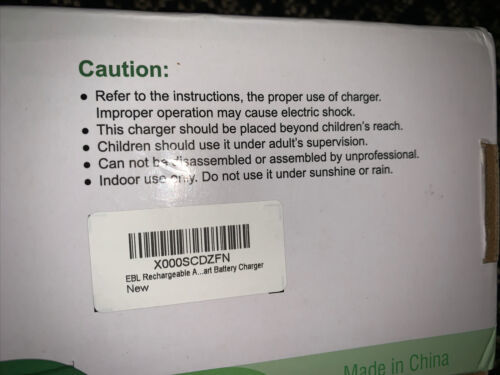 Caution:
• Refer to the instructions, the proper use of charger.
Improper operation may cause electric shock.
• This charger should be placed beyond children's reach.
• Children should use it under adult's supervision.
• Can not be disassembled or assembled by unprofessional.
• Indoor use only. Do not use it under sunshine or rain.
X000SCDZFN
EBL Rechargeable A...art Battery Charger
New
Made in China